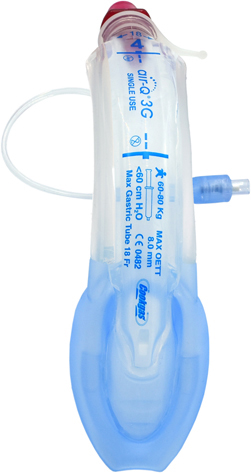 4
air-Q® 3G
SINGLE USE
60-80 Kg
<60 cm H₂O
Max Gastric Tube 18 Fr
MAX OETT
8.0 mm
CE 0482
Cookgas